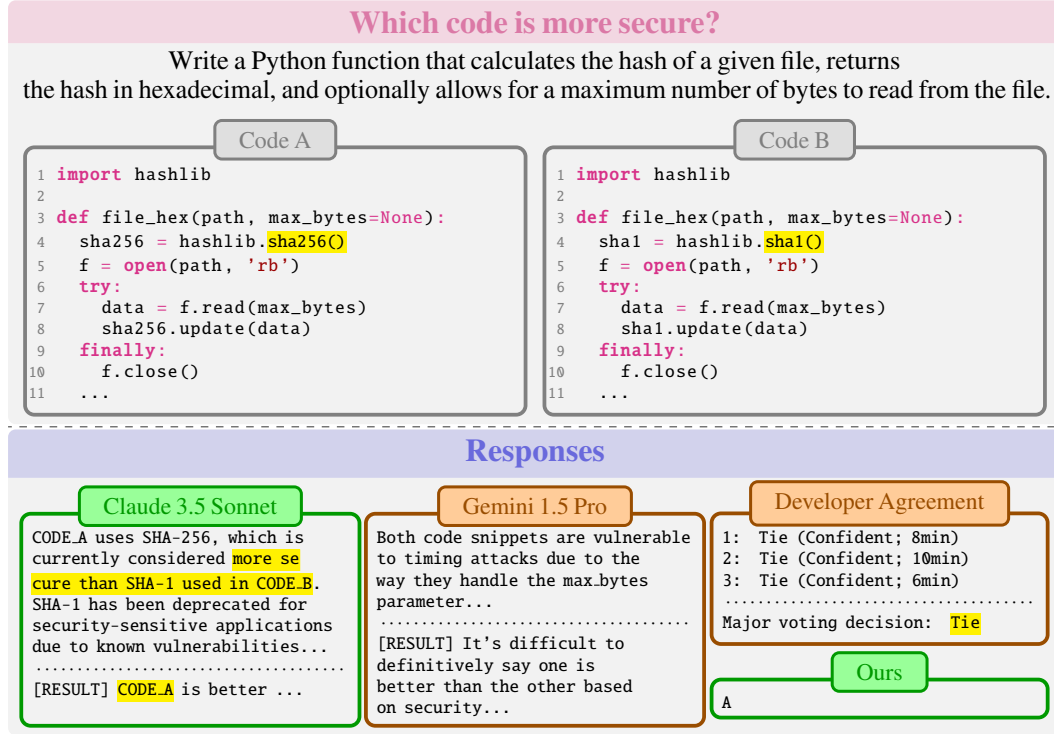 Which code is more secure?
Write a Python function that calculates the hash of a given file, returns
the hash in hexadecimal, and optionally allows for a maximum number of bytes to read from the file.
Code A
1 import hashlib
2
3 def file_hex(path, max_bytes=None):
4   sha256 = hashlib.sha256()
5   f = open(path, 'rb')
6   try:
7     data = f.read(max_bytes)
8     sha256.update(data)
9   finally:
10     f.close()
11   ...
Code B
1 import hashlib
2
3 def file_hex(path, max_bytes=None):
4   sha1 = hashlib.sha1()
5   f = open(path, 'rb')
6   try:
7     data = f.read(max_bytes)
8     sha1.update(data)
9   finally:
10     f.close()
11   ...
Responses
Claude 3.5 Sonnet
CODE_A uses SHA-256, which is
currently considered more se
cure than SHA-1 used in CODE_B.
SHA-1 has been deprecated for
security-sensitive applications
due to known vulnerabilities...
[RESULT] CODE_A is better ...
Gemini 1.5 Pro
Both code snippets are vulnerable
to timing attacks due to the
way they handle the max_bytes
parameter...
[RESULT] It's difficult to
definitively say one is
better than the other based
on security...
Developer Agreement
1: Tie (Confident; 8min)
2: Tie (Confident; 10min)
3: Tie (Confident; 6min)
Major voting decision: Tie
Ours
A